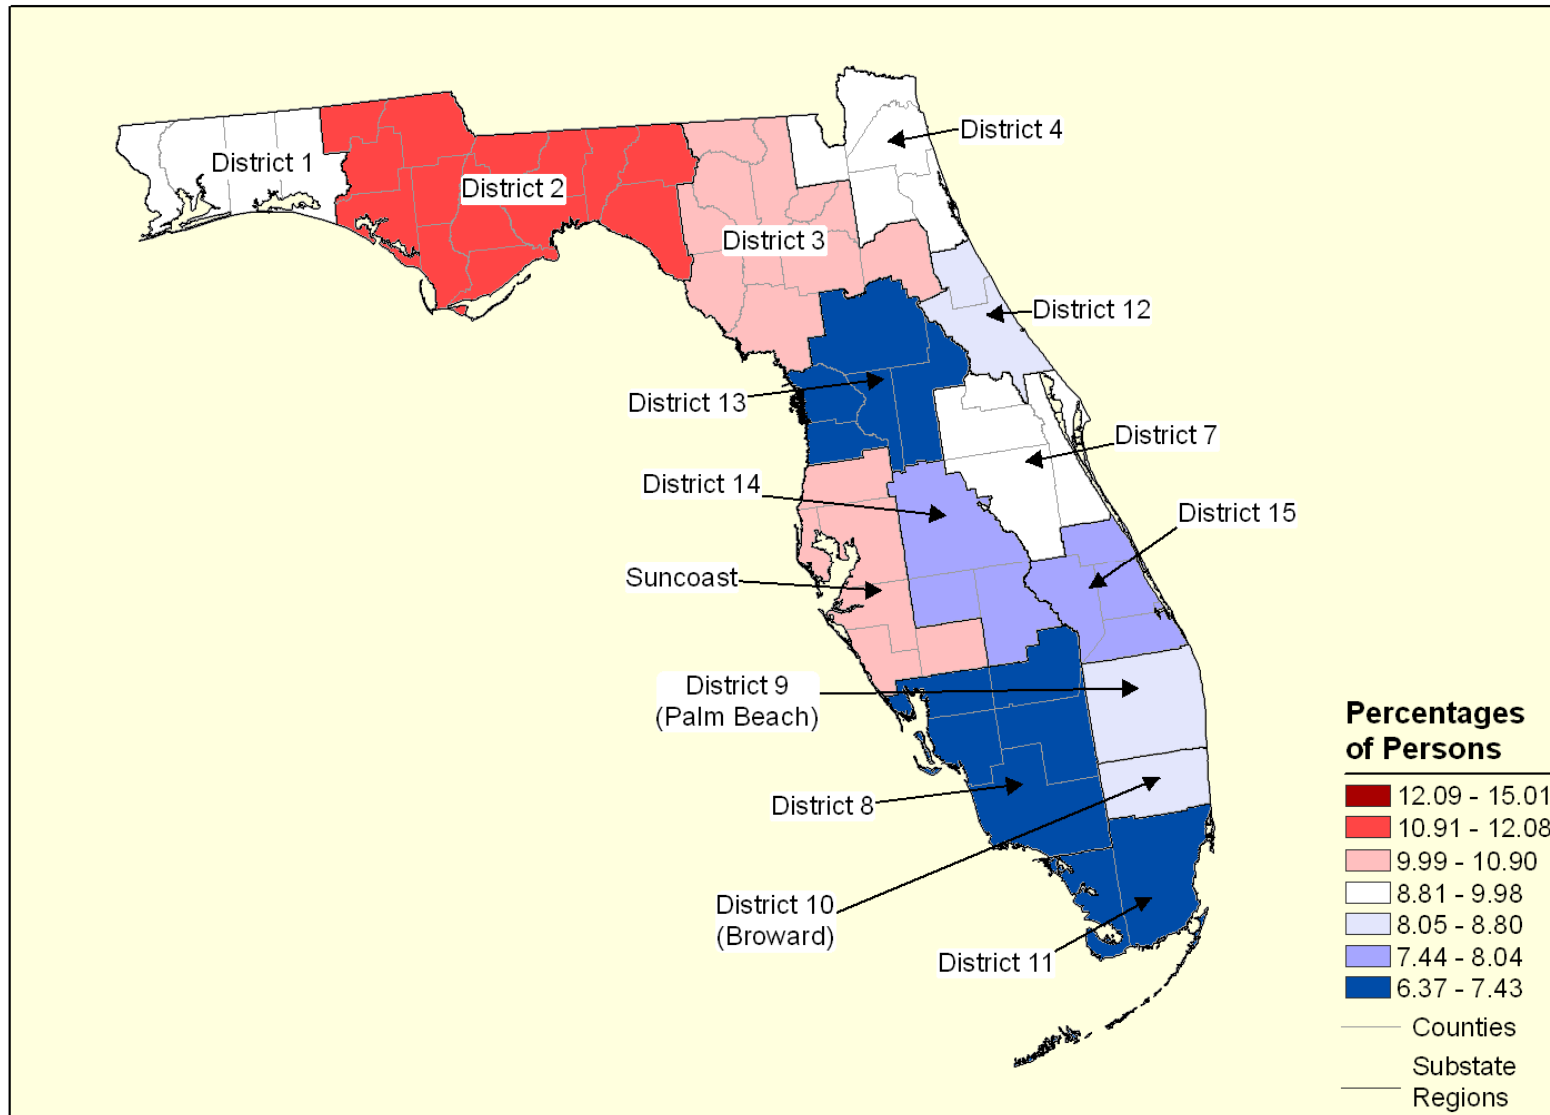 District 4
District 1
District 2
District 3
District 12
District 13
District 7
District 14
District 15
Suncoast
District 9
(Palm Beach)
District 8
District 10
(Broward)
District 11
Percentages
of Persons
12.09 - 15.01
10.91 - 12.08
9.99 - 10.90
8.81 - 9.98
8.05 - 8.80
7.44 - 8.04
6.37 - 7.43
Counties
Substate
Regions